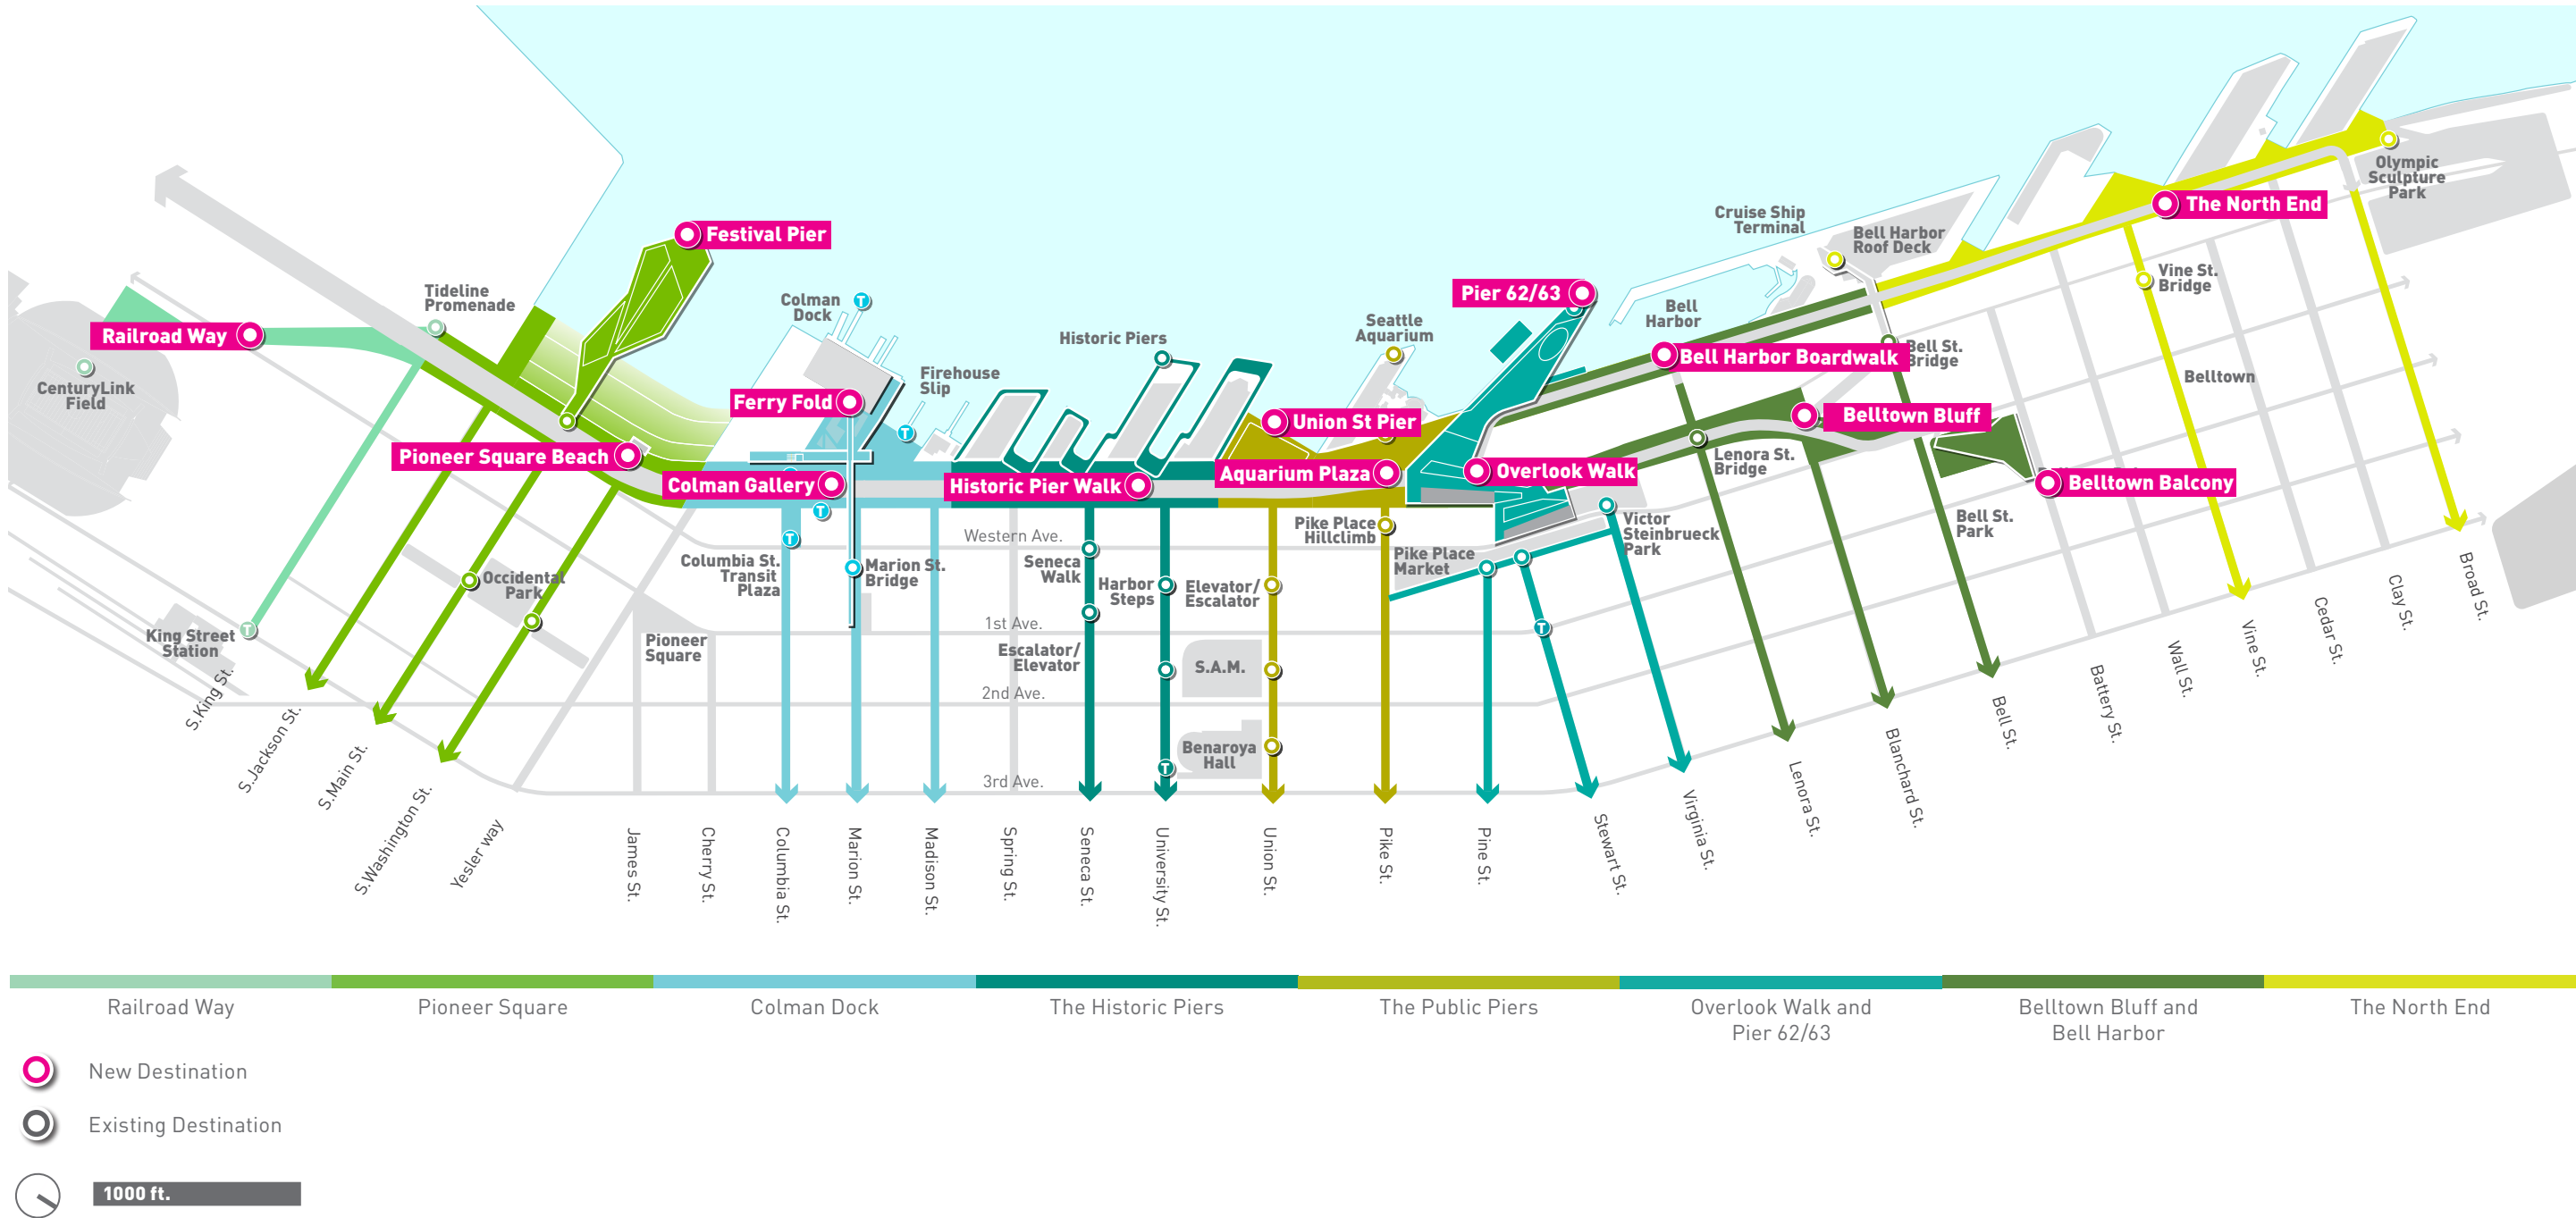 Festival Pier
Railroad Way
CenturyLink
Field
Tideline
Promenade
Pioneer Square Beach
King Street
Station
Occidental
Park
Pioneer
Square
Colman
Dock
Ferry Fold
Firehouse
Slip
T
T
T
T
T
T
T
T
Colman Gallery
Columbia St.
Transit
Plaza
Marion St.
Bridge
Historic Piers
Historic Pier Walk
Western Ave.
Seneca
Walk
Harbor
Steps
1st Ave.
Escalator/
Elevator
2nd Ave.
3rd Ave.
Elevator/
Escalator
S.A.M.
Benaroya
Hall
Seattle
Aquarium
Union St Pier
Aquarium Plaza
Pike Place
Hillclimb
Pike Place
Market
Pier 62/63
Overlook Walk
Victor
Steinbrueck
Park
Cruise Ship
Terminal
Bell Harbor
Roof Deck
Bell
Harbor
Bell Harbor Boardwalk
Bell St.
Bridge
Belltown Bluff
Lenora St.
Bridge
Belltown Balcony
Bell St.
Park
The North End
Olympic
Sculpture
Park
Vine St.
Bridge
Belltown
S.King St.
S.Jackson St.
S.Main St.
S.Washington St.
Yesler way
James St.
Cherry St.
Columbia St.
Marion St.
Madison St.
Spring St.
Seneca St.
University St.
Union St.
Pike St.
Pine St.
Stewart St.
Virginia St.
Lenora St.
Blanchard St.
Bell St.
Battery St.
Wall St.
Vine St.
Cedar St.
Clay St.
Broad St.
Railroad Way
Pioneer Square
Colman Dock
The Historic Piers
The Public Piers
Overlook Walk and
Pier 62/63
Belltown Bluff and
Bell Harbor
The North End
New Destination
Existing Destination
1000 ft.